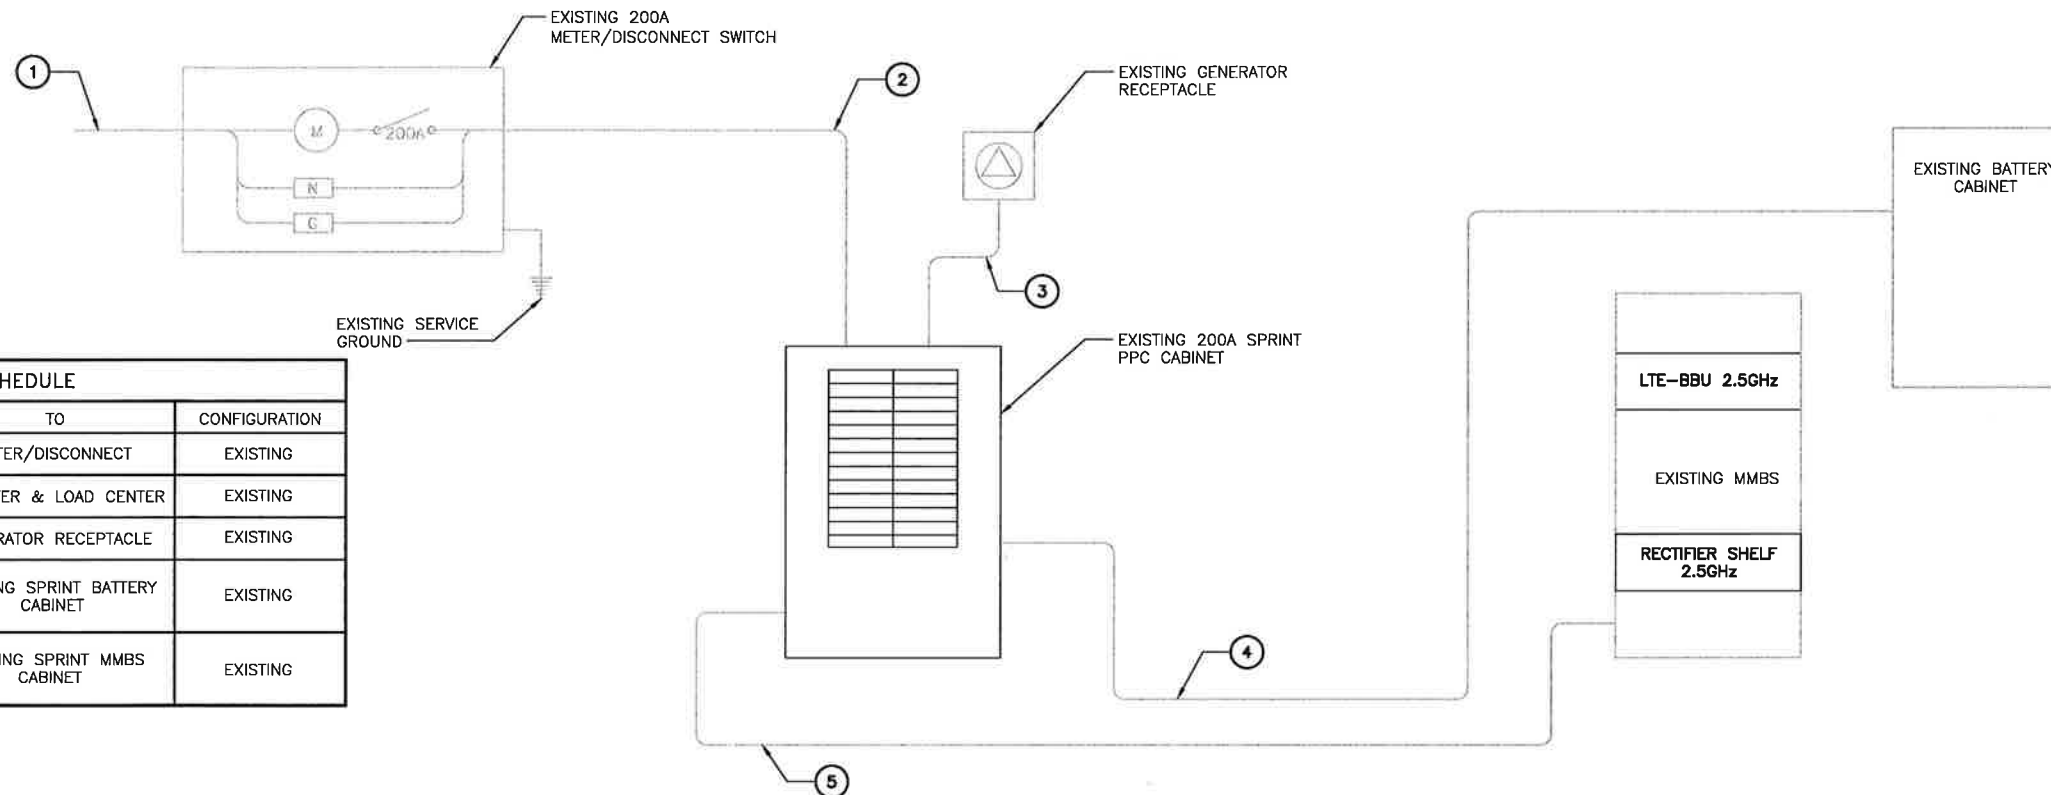 EXISTING 200A
METER/DISCONNECT SWITCH
1
2
EXISTING GENERATOR
RECEPTACLE
M
200A
N
G
EXISTING BATTERY
CABINET
3
EXISTING SERVICE
GROUND
EXISTING 200A SPRINT
PPC CABINET
HEDULE
TO
CONFIGURATION
TER/DISCONNECT
EXISTING
TER & LOAD CENTER
EXISTING
RATOR RECEPTACLE
EXISTING
NG SPRINT BATTERY
CABINET
EXISTING
ING SPRINT MMBS
CABINET
EXISTING
LTE-BBU 2.5GHz
EXISTING MMBS
RECTIFIER SHELF
2.5GHz
4
5